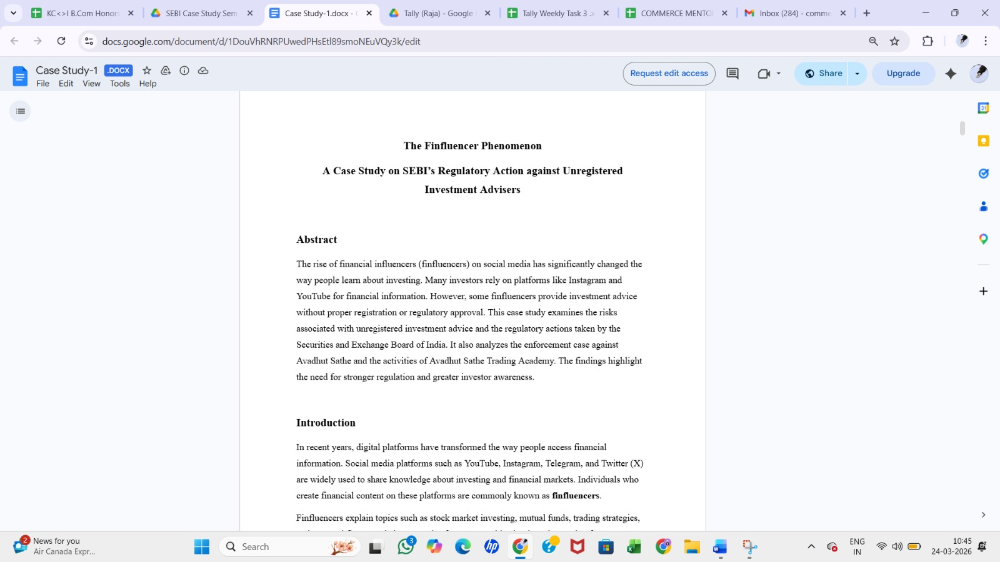 KC<>I B.Com Honors
SEBI Case Study Sem
Case Study-1.docx -
Tally (Raja) - Google
Tally Weekly Task 3 .x
COMMERCE MENTO
Inbox (284) - comme
docs.google.com/document/d/1DouVhRNRPUwedPHsEtl89smoNEuVQy3k/edit
Case Study-1 .DOCX
File Edit View Tools Help
Request edit access
Share
Upgrade
31
The Finfluencer Phenomenon
A Case Study on SEBI’s Regulatory Action against Unregistered
Investment Advisers
Abstract
The rise of financial influencers (finfluencers) on social media has significantly changed the
way people learn about investing. Many investors rely on platforms like Instagram and
YouTube for financial information. However, some finfluencers provide investment advice
without proper registration or regulatory approval. This case study examines the risks
associated with unregistered investment advice and the regulatory actions taken by the
Securities and Exchange Board of India. It also analyzes the enforcement case against
Avadhut Sathe and the activities of Avadhut Sathe Trading Academy. The findings highlight
the need for stronger regulation and greater investor awareness.
Introduction
In recent years, digital platforms have transformed the way people access financial
information. Social media platforms such as YouTube, Instagram, Telegram, and Twitter (X)
are widely used to share knowledge about investing and financial markets. Individuals who
create financial content on these platforms are commonly known as finfluencers.
Finfluencers explain topics such as stock market investing, mutual funds, trading strategies,
2
News for you
Air Canada Expr...
Search
3
hp
ENG
IN
10:45
24-03-2026